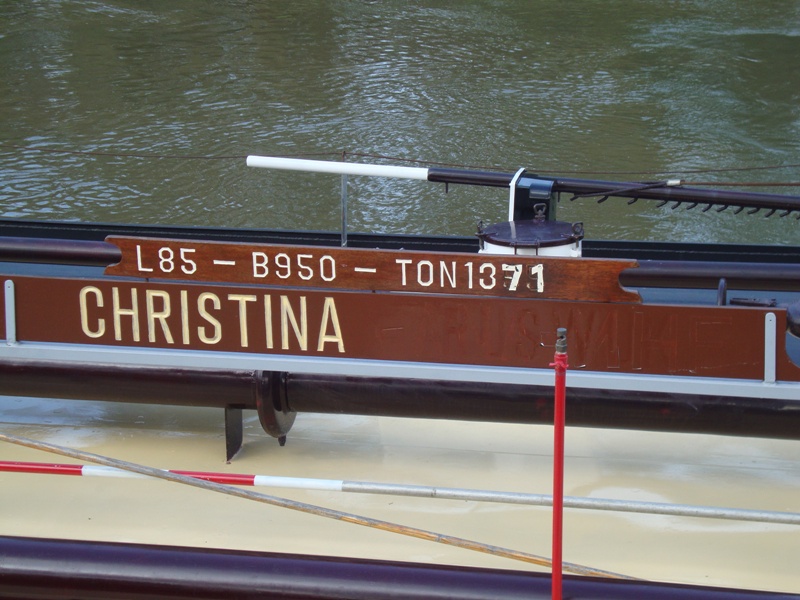 L85 – B950 – TON1371
CHRISTINA